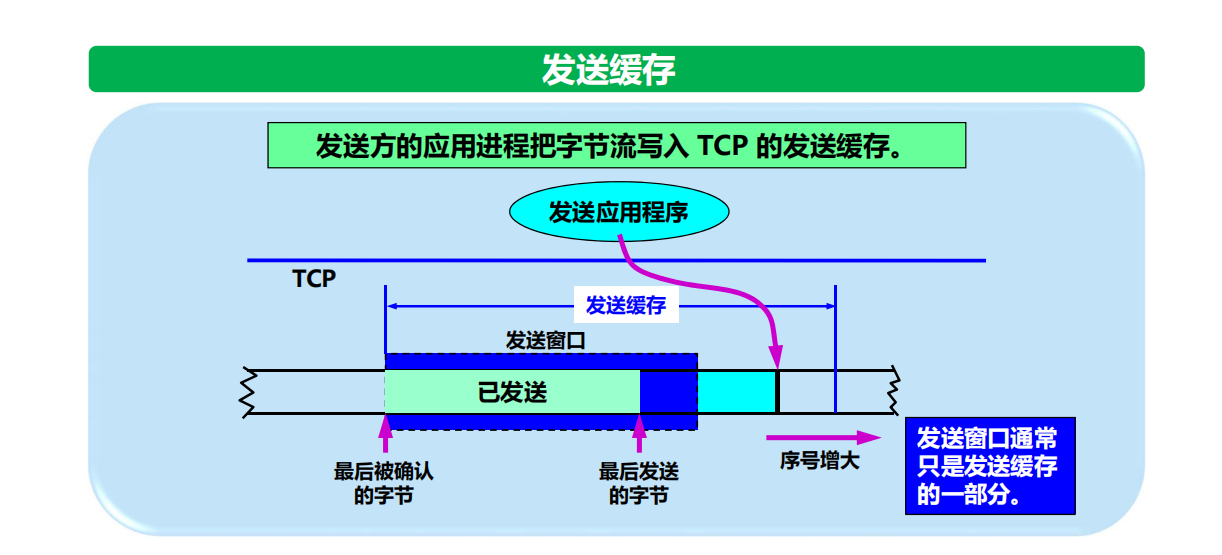 发送缓存
发送方的应用进程把字节流写入 TCP 的发送缓存。
发送应用程序
TCP
发送缓存
发送窗口
已发送
最后被确认
的字节
最后发送
的字节
序号增大
发送窗口通常
只是发送缓存
的一部分。